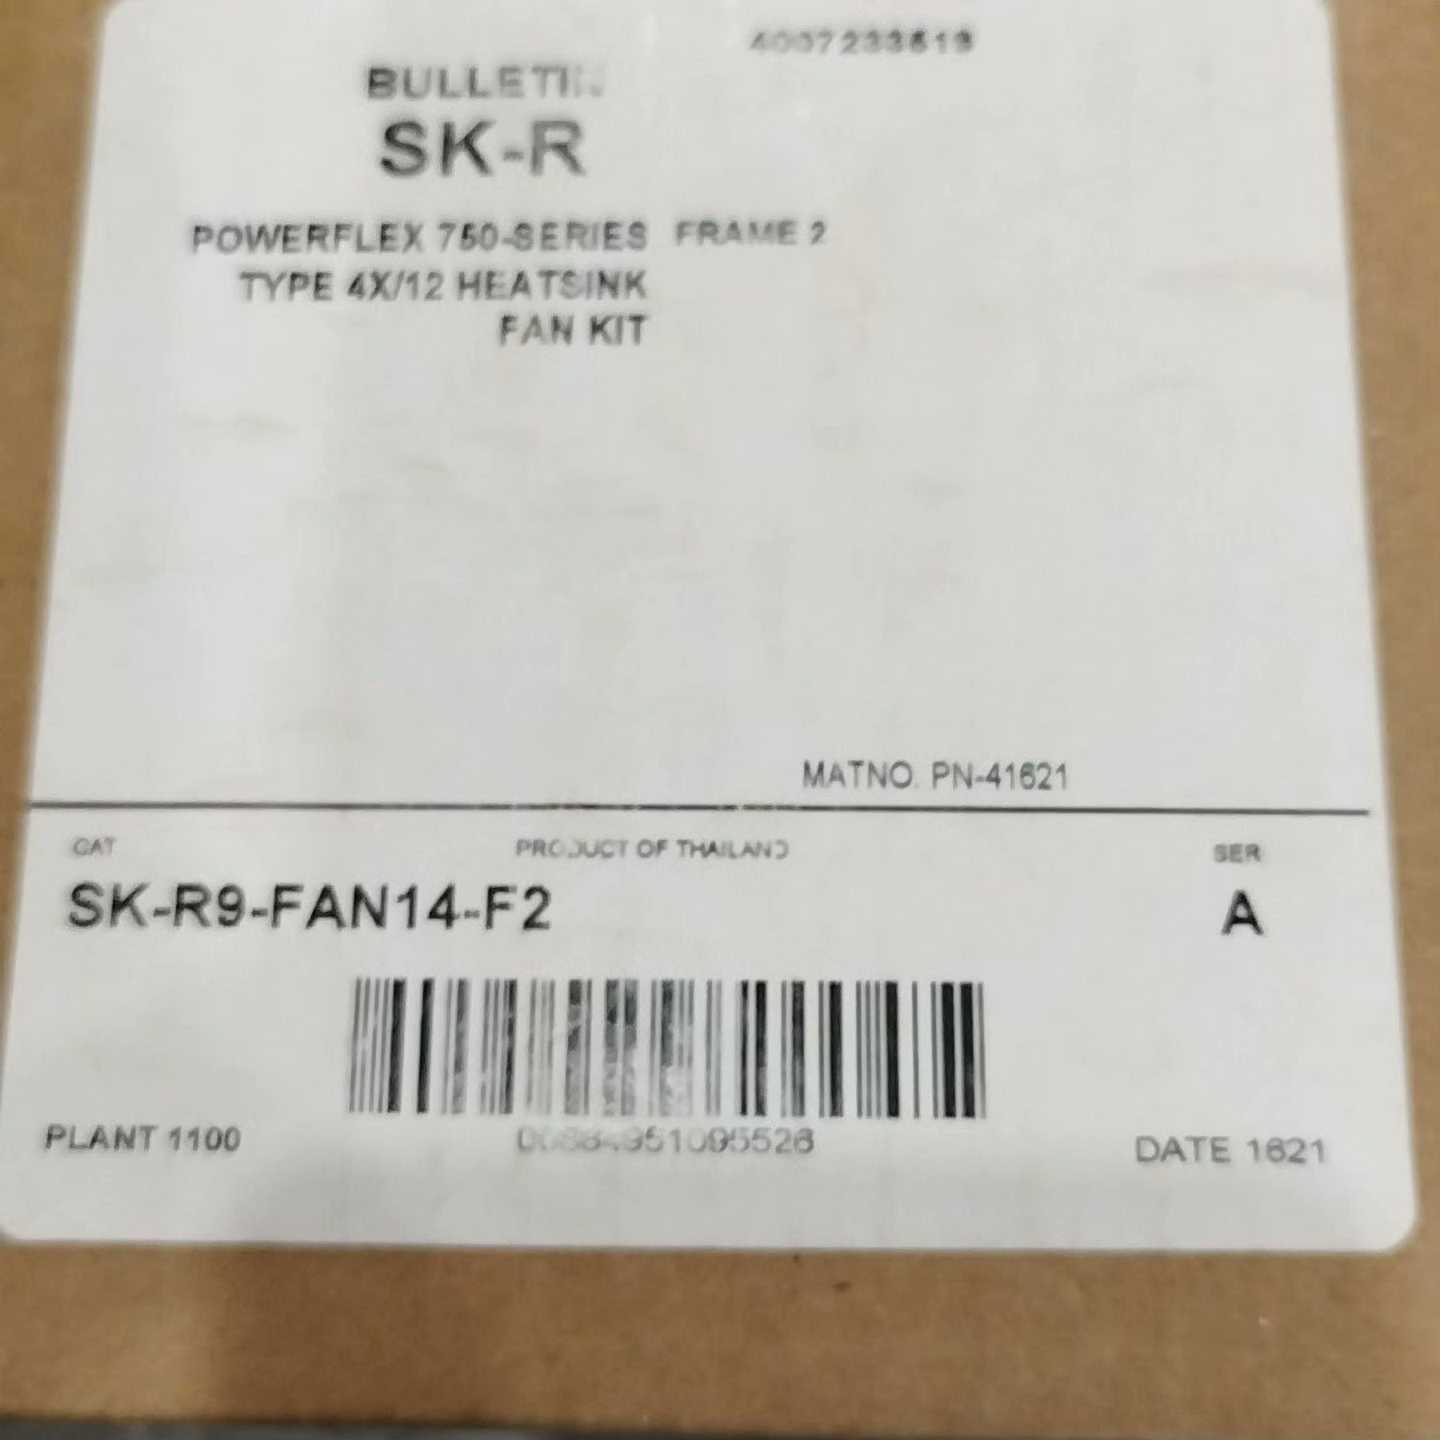 BULLETIN
SK-R
POWERFLEX 750-SERIES FRAME 2
TYPE 4X/12 HEATSINK
FAN KIT
MATNO. PN-41621
CAT
PRODUCT OF THAILAND
SER
SK-R9-FAN14-F2
A
PLANT 1100
DATE 1621